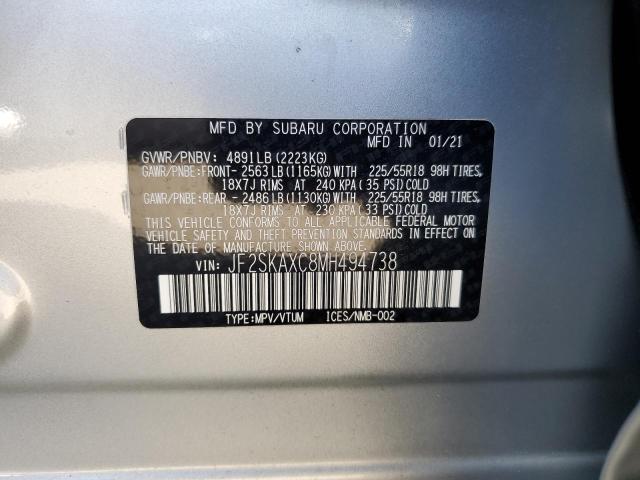 MFD BY SUBARU CORPORATION
MFD IN 01/21
GVWR/PNBV: 4891LB (2223KG)
GAWR/PNBE:FRONT- 2563LB (1165KG) WITH 225/55R18 98H TIRES,
18X7J RIMS AT 240 KPA (35 PSI) COLD
GAWR/PNBE:REAR - 2486LB (1130KG) WITH 225/55R18 98H TIRES,
18X7J RIMS AT 230 KPA (33 PSI) COLD
THIS VEHICLE CONFORMS TO ALL APPLICABLE FEDERAL MOTOR
VEHICLE SAFETY AND THEFT PREVENTION STANDARDS IN EFFECT
ON THE DATE OF MANUFACTURE SHOWN ABOVE.
VIN: JF2SKAXC8MH494738
TYPE:MPV/VTUM ICES/NMB-002